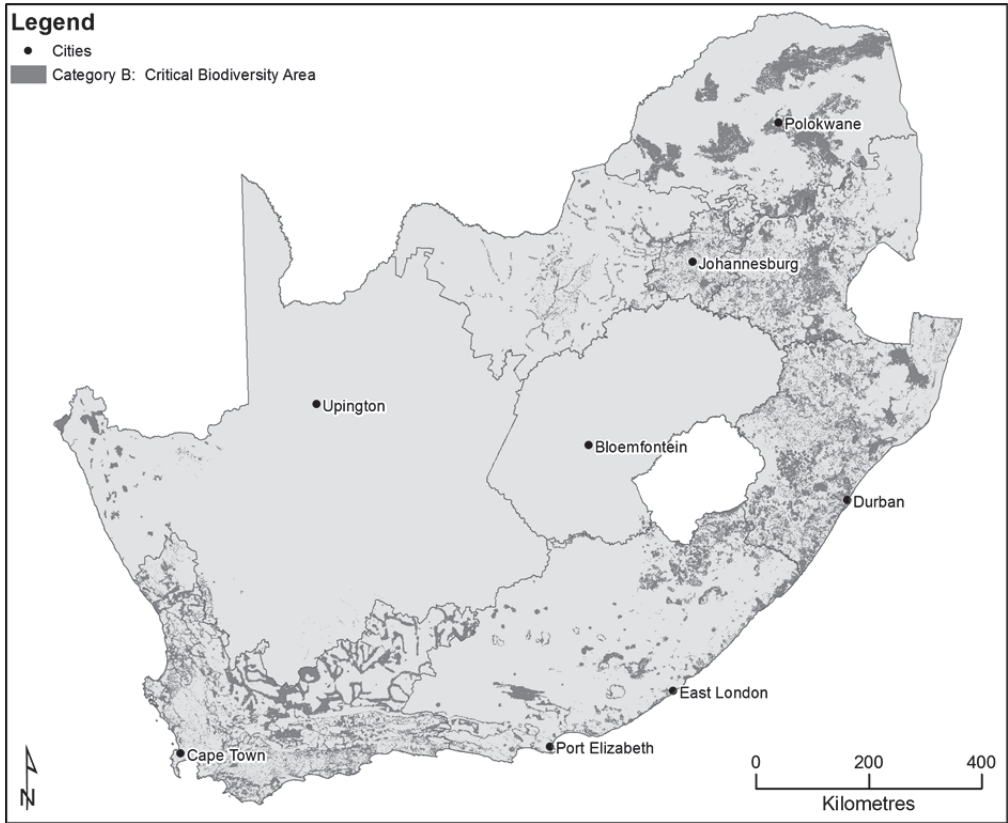 Legend
Cities
Category B: Critical Biodiversity Area
Polokwane
Johannesburg
Upington
Bloemfontein
Durban
East London
Port Elizabeth
Cape Town
N
0 200 400
Kilometres